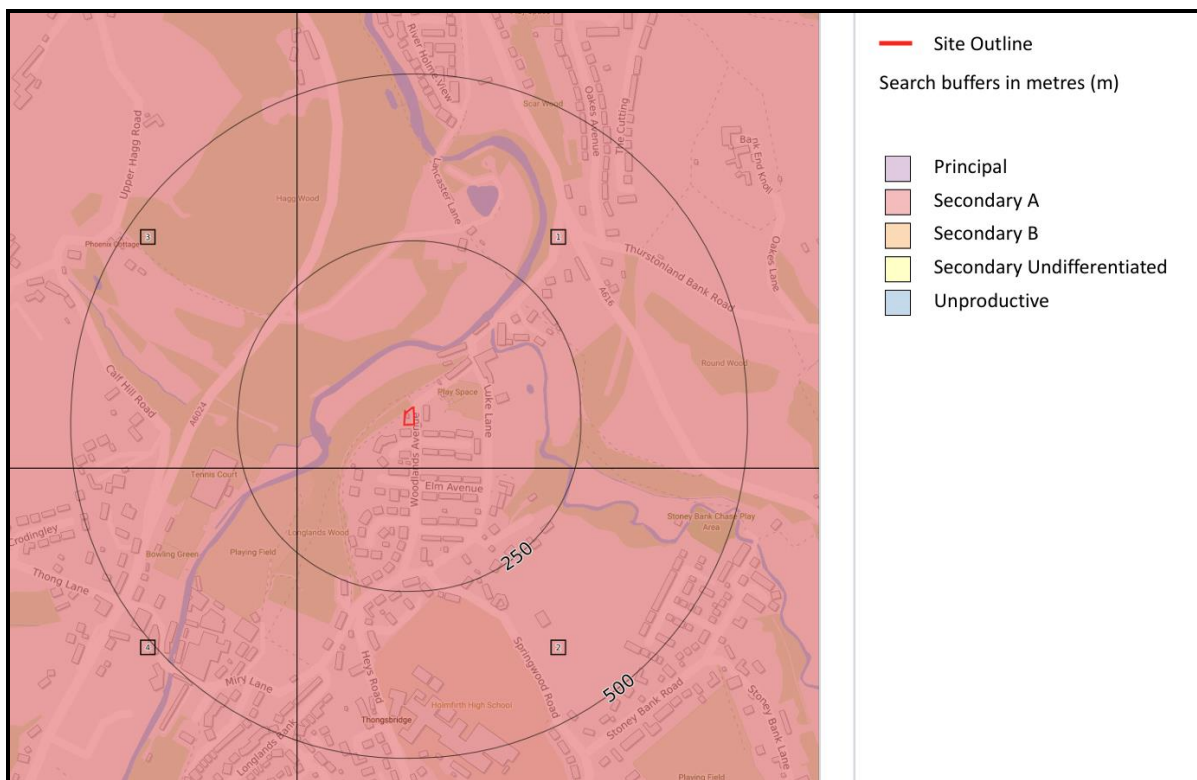 River Holme View
Oakes Avenue
The Cutting
Scar Wood
Bank End Knoll
Upper Hagg Road
Lancaster Lane
Hagg Wood
Oakes Lane
3
1
Phoenix Cottage
Thurstonland Bank Road
A616
Round Wood
Calf Hill Road
A6024
Play Space
Luke Lane
Woodlands Avenue
Tennis Court
Elm Avenue
Stoney Bank Chase Play
Area
Crodingley
Longlands Wood
Bowling Green
Playing Field
250
Thong Lane
4
2
Springwood Road
Miry Lane
Heys Road
500
Holmfirth High School
Stoney Bank Road
Stoney Bank Lane
Thongsbridge
Longlands Bank
Playing Field
Site Outline
Search buffers in metres (m)
Principal
Secondary A
Secondary B
Secondary Undifferentiated
Unproductive